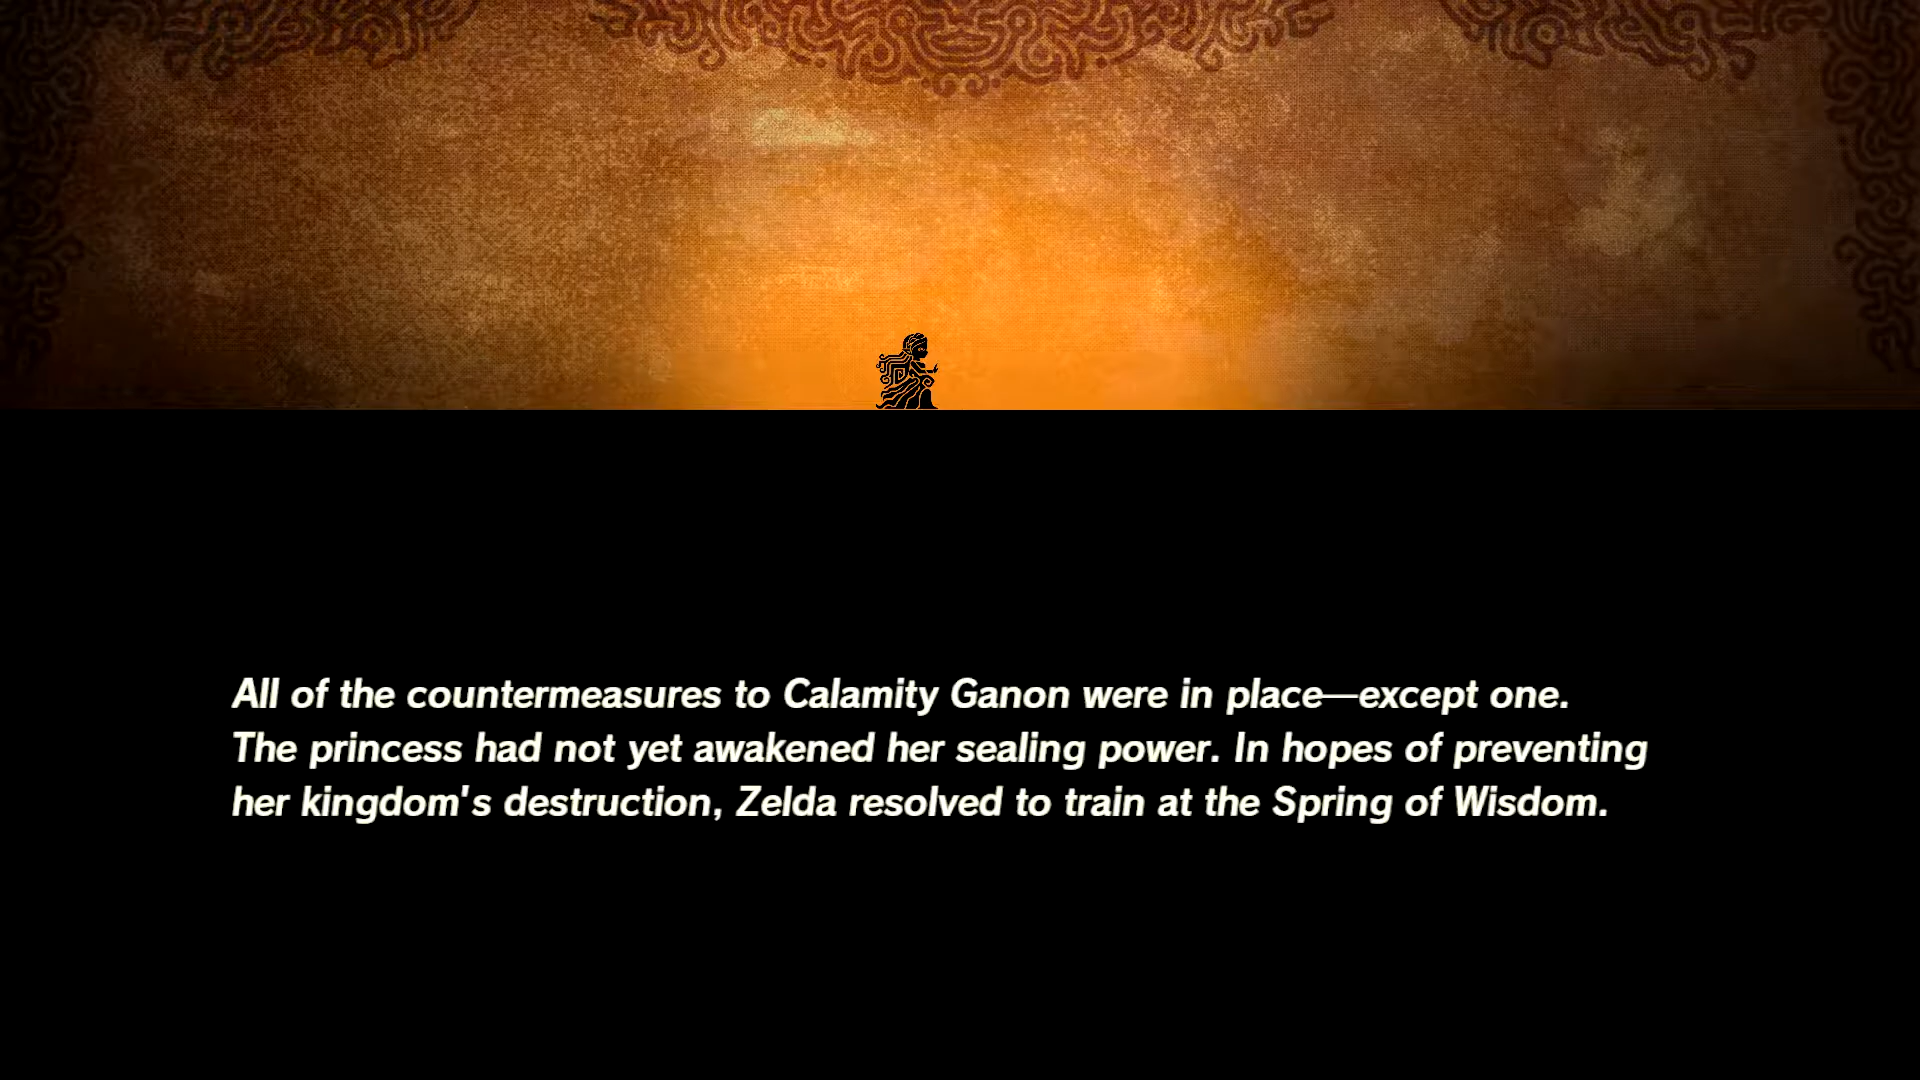 All of the countermeasures to Calamity Ganon were in place—except one.
The princess had not yet awakened her sealing power. In hopes of preventing
her kingdom's destruction, Zelda resolved to train at the Spring of Wisdom.